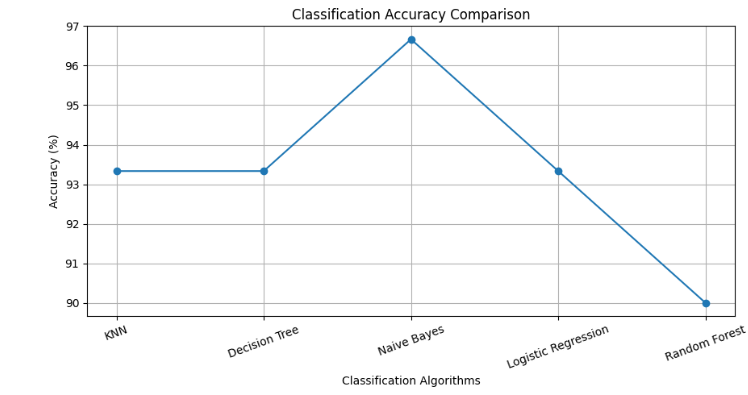 Classification Accuracy Comparison
97
96
95
94
93
92
91
90
Accuracy (%)
KNN
Decision Tree
Naive Bayes
Logistic Regression
Random Forest
Classification Algorithms